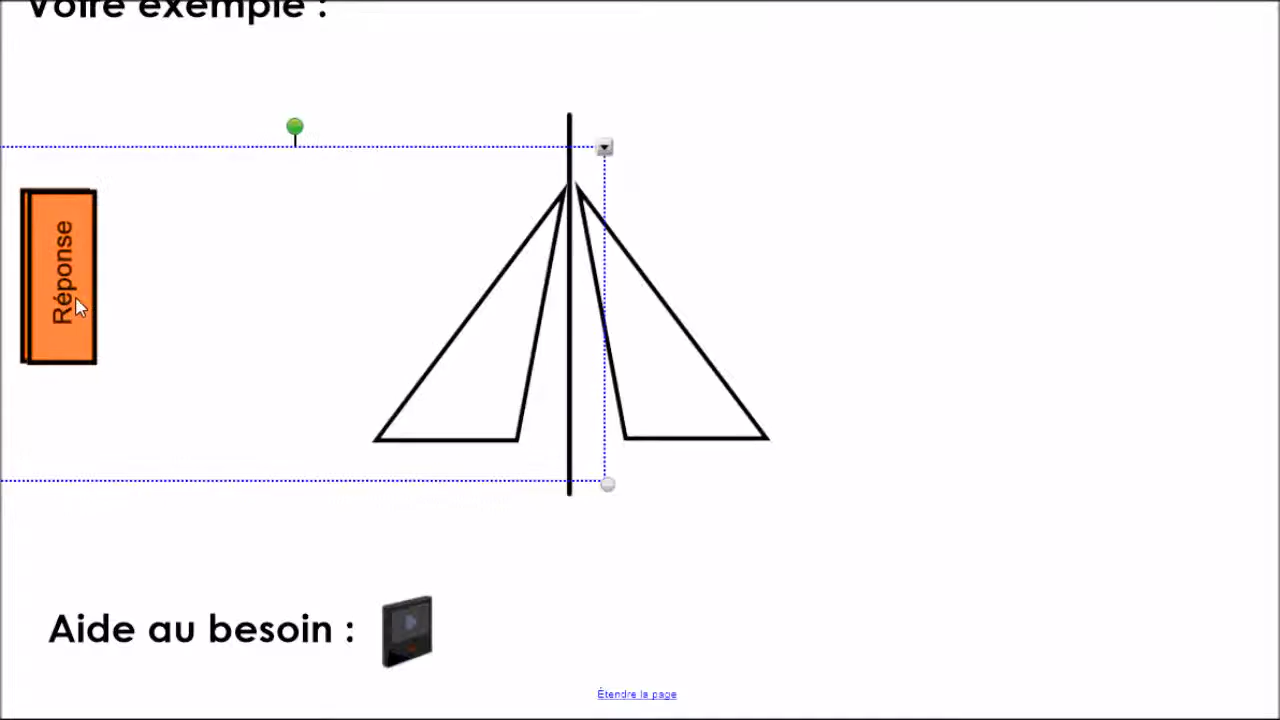 Votre exemple :
Réponse
Aide au besoin :
Étendre la page